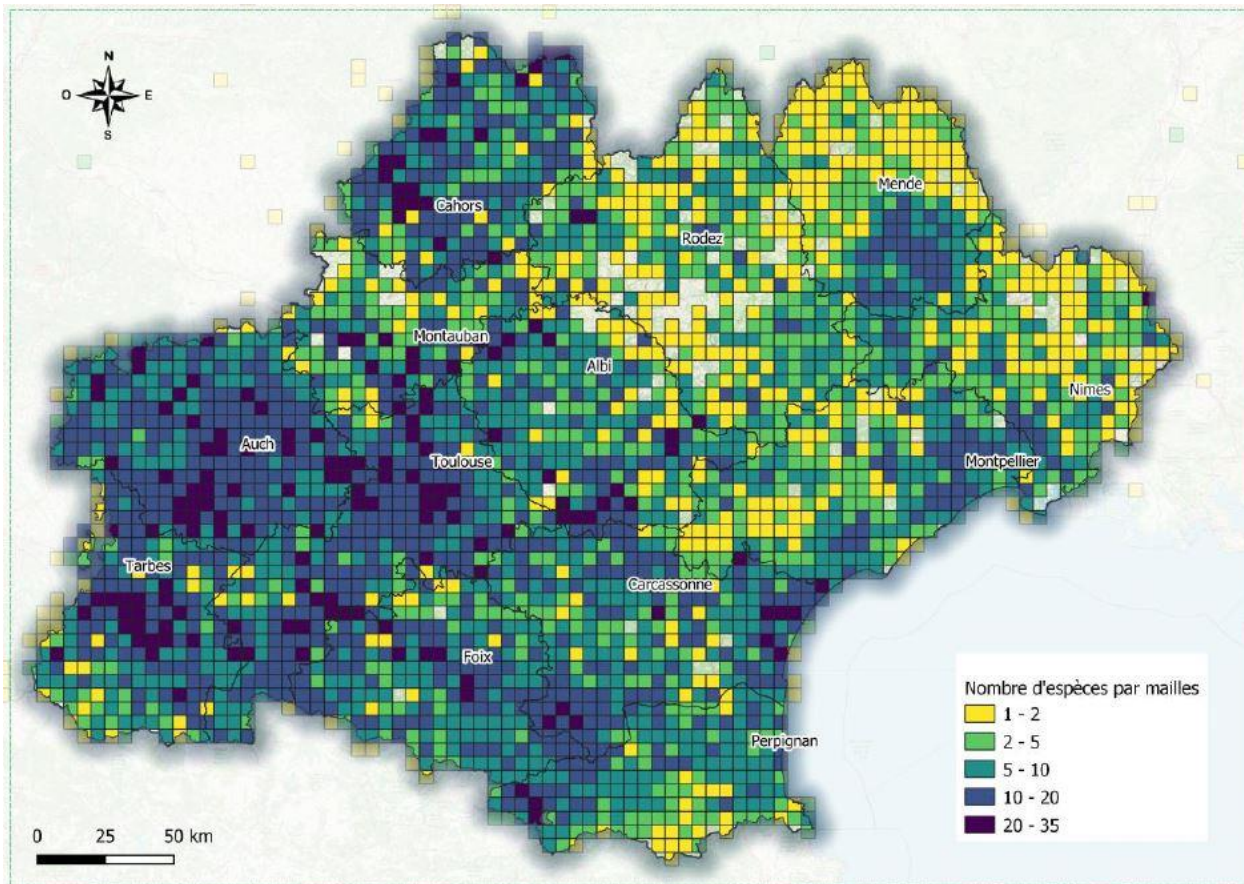 N
O E
S
Cahors
Mende
Rodez
Montauban
Albi
Nimes
Auch
Toulouse
Montpellier
Tarbes
Carcassonne
Foix
Perpignan
Nombre d'espèces par mailles
1 - 2
2 - 5
5 - 10
10 - 20
20 - 35
0 25 50 km